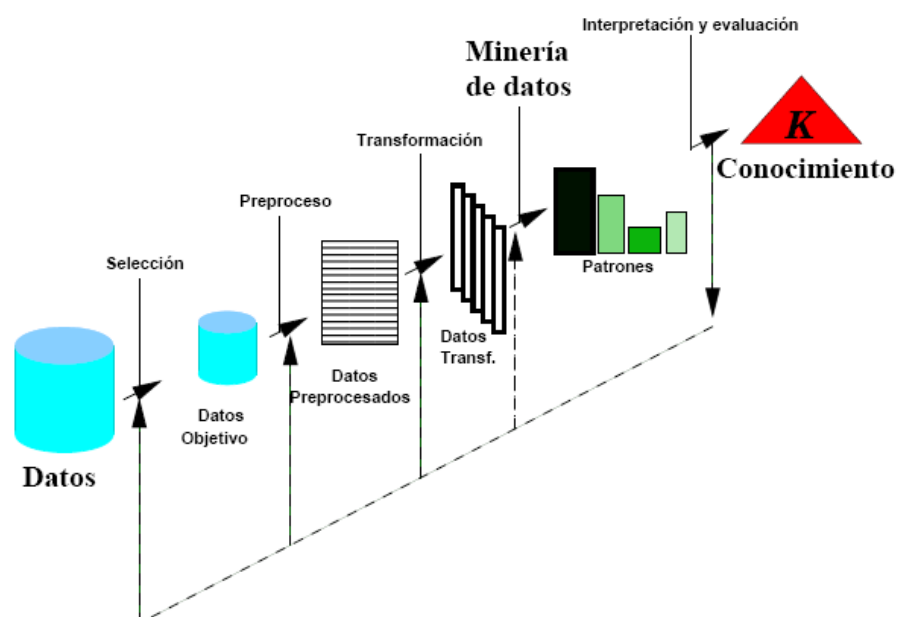 Interpretación y evaluación
Minería
de datos
K
Conocimiento
Transformación
Preproceso
Patrones
Selección
Datos
Transf.
Datos
Preprocesados
Datos
Objetivo
Datos